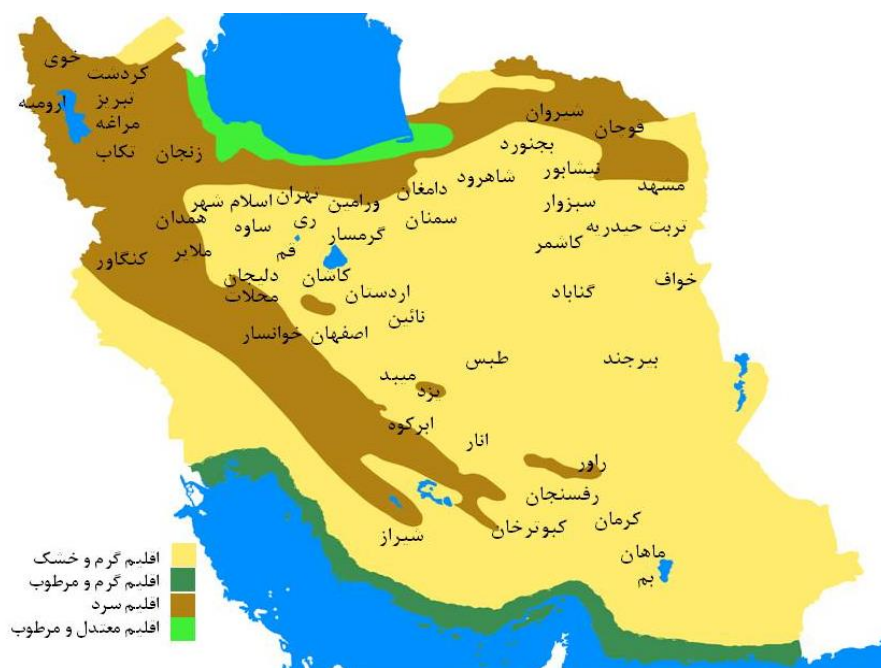 خوی
کردشت
تبریز
ارومیه
مراغه
تکاب
زنجان
شیروان
قوچان
بجنورد
نیشابور
مشهد
شاهرود
دامغان
سبزوار
سمنان
تربت حیدریه
کاشمر
خواف
گناباد
تهران
اسلام شهر
ورامین
ری
ساوه
گرمسار
قم
همدان
ملایر
کنگاور
دلیجان
کاشان
محلات
اردستان
نائین
اصفهان
خوانسار
طبس
بیرجند
میبد
یزد
ابرکوه
انار
راور
رفسنجان
کرمان
کبوترخان
شیراز
ماهان
بم
اقلیم گرم و خشک
اقلیم گرم و مرطوب
اقلیم سرد
اقلیم معتدل و مرطوب